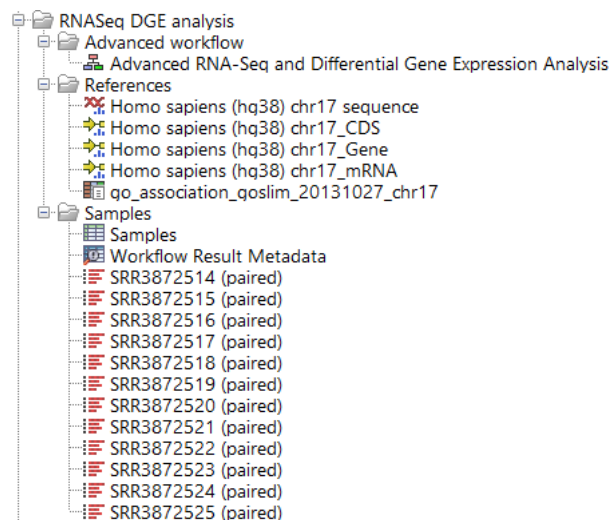 RNASeq DGE analysis
Advanced workflow
Advanced RNA-Seq and Differential Gene Expression Analysis
References
Homo sapiens (hg38) chr17 sequence
Homo sapiens (hg38) chr17_CDS
Homo sapiens (hg38) chr17_Gene
Homo sapiens (hg38) chr17_mRNA
go_association_goslim_20131027_chr17
Samples
Samples
Workflow Result Metadata
SRR3872514 (paired)
SRR3872515 (paired)
SRR3872516 (paired)
SRR3872517 (paired)
SRR3872518 (paired)
SRR3872519 (paired)
SRR3872520 (paired)
SRR3872521 (paired)
SRR3872522 (paired)
SRR3872523 (paired)
SRR3872524 (paired)
SRR3872525 (paired)